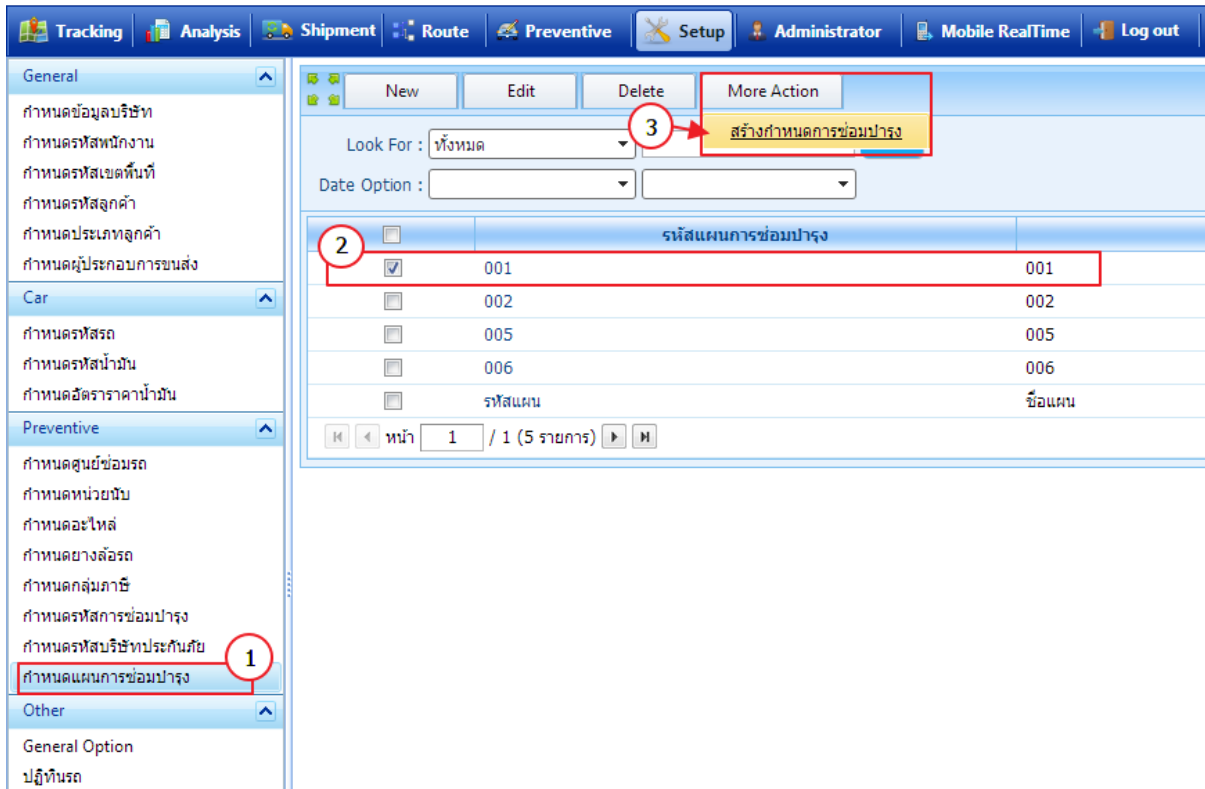 Tracking Analysis Shipment Route Preventive Setup Administrator Mobile RealTime Log out
General
กำหนดข้อมูลบริษัท
กำหนดรหัสพนักงาน
กำหนดรหัสเขตพื้นที่
กำหนดรหัสลูกค้า
กำหนดประเภทลูกค้า
กำหนดผู้ประกอบการขนส่ง
Car
กำหนดรหัสรถ
กำหนดรหัสน้ำมัน
กำหนดอัตราราคาน้ำมัน
Preventive
กำหนดศูนย์ซ่อมรถ
กำหนดหน่วยนับ
กำหนดอะไหล่
กำหนดยางล้อรถ
กำหนดกลุ่มภาษี
กำหนดรหัสการซ่อมบำรุง
กำหนดรหัสบริษัทประกันภัย
1
กำหนดแผนการซ่อมบำรุง
Other
General Option
ปฏิทินรถ
New Edit Delete More Action
3 สร้างกำหนดการซ่อมบำรุง
Look For : ทั้งหมด
Date Option :
2 รหัสแผนการซ่อมบำรุง
001 001
002 002
005 005
006 006
รหัสแผน ชื่อแผน
หน้า 1 / 1 (5 รายการ)